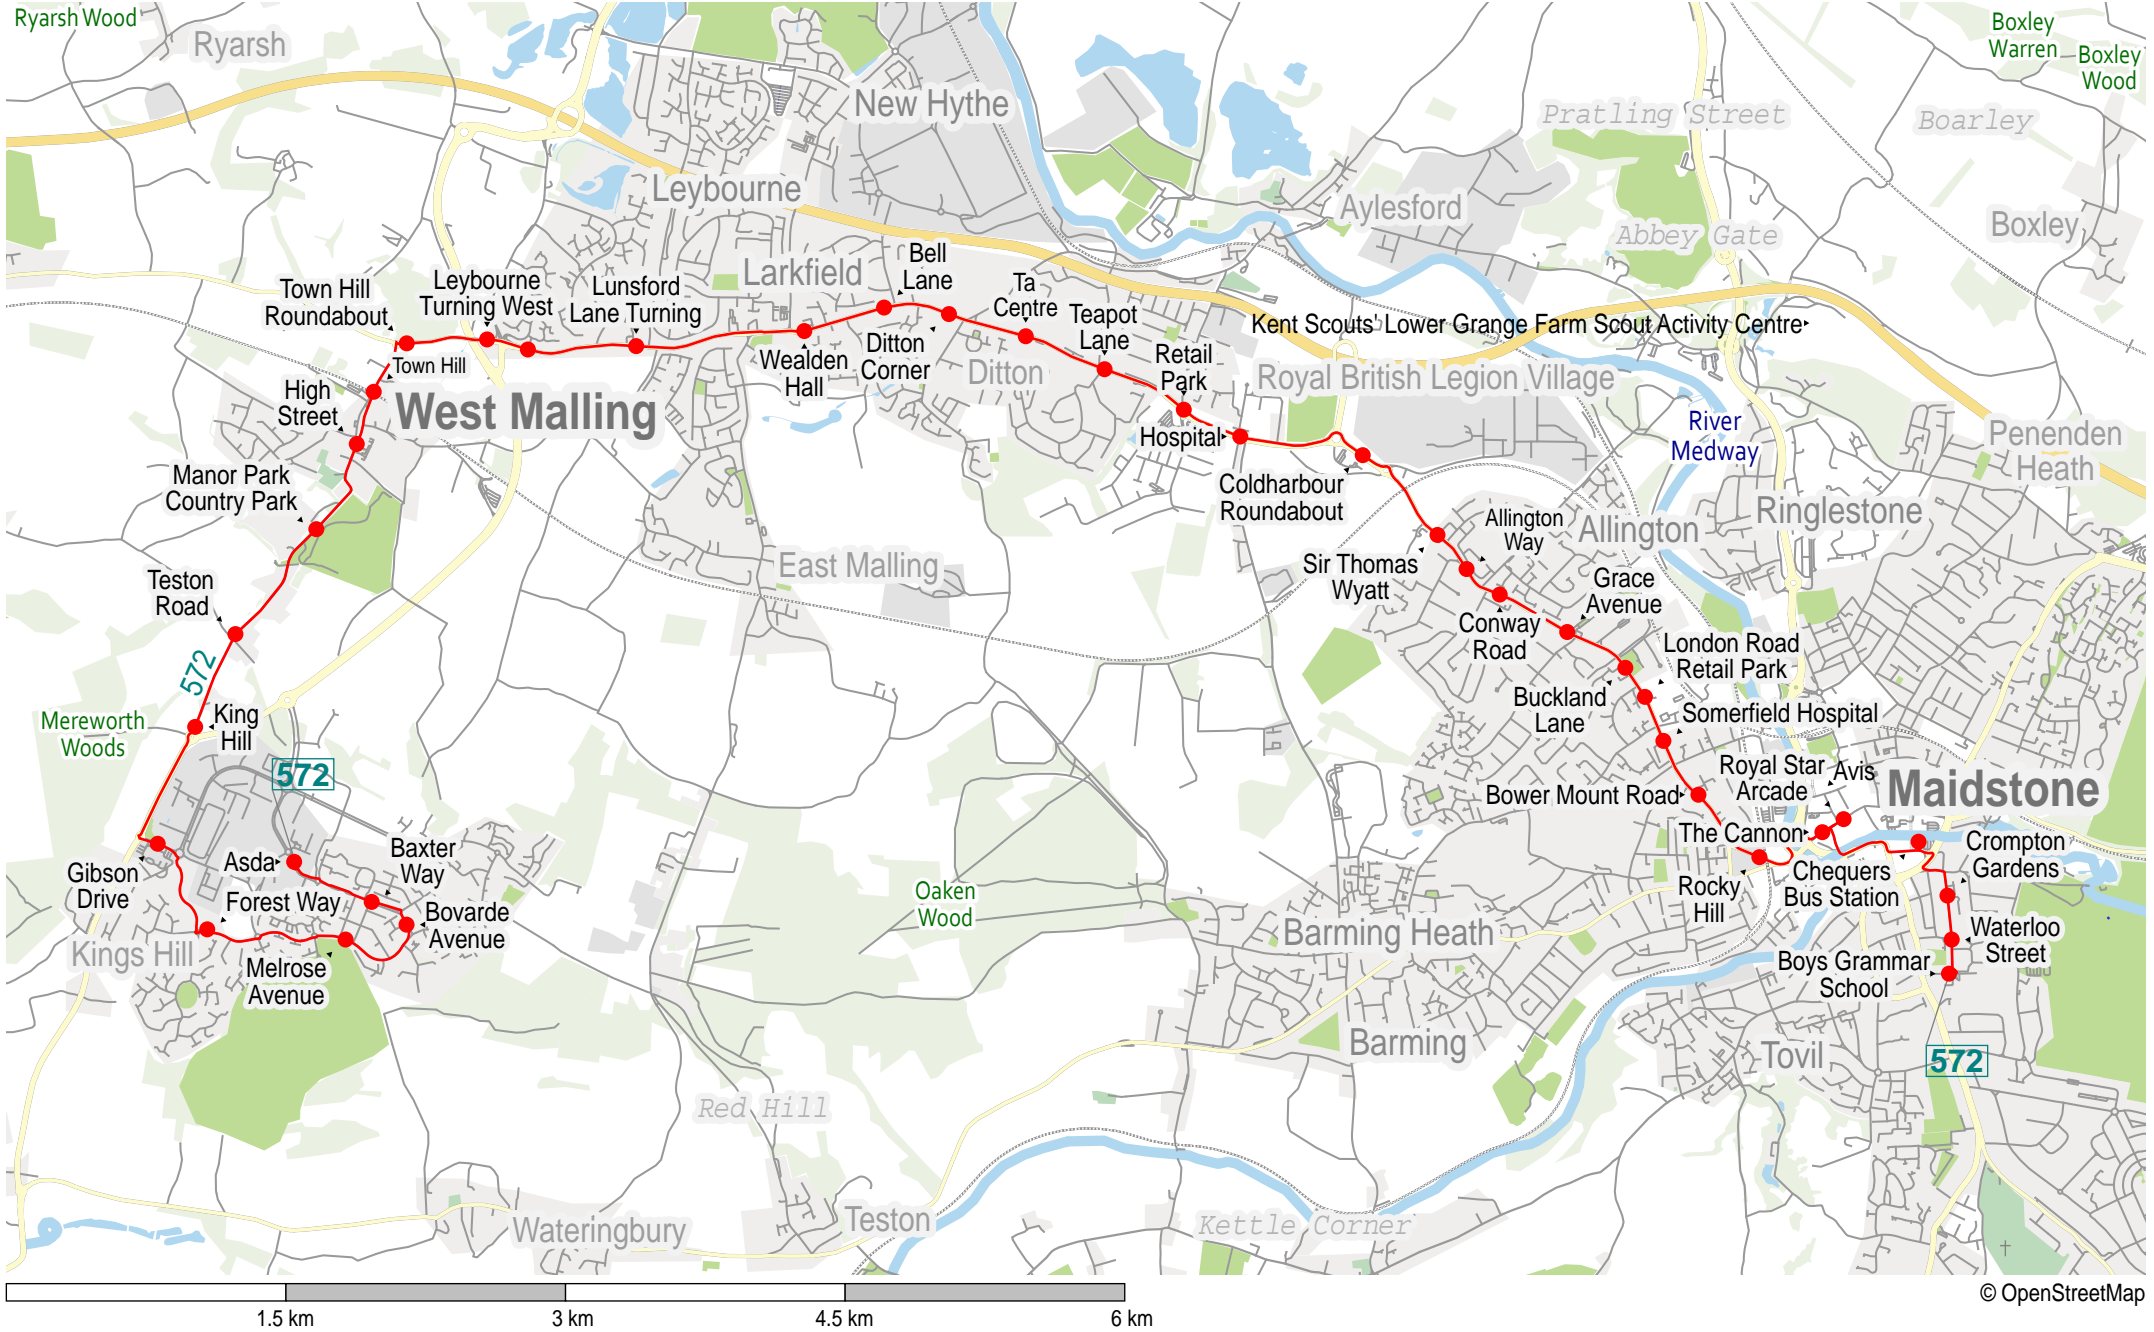 Ryarsh Wood
Ryarsh
Boxley
Warren
Boxley
Wood
New Hythe
Pratling Street
Boarley
Leybourne
Aylesford
Abbey Gate
Boxley
Larkfield
Bell
Lane
Town Hill
Roundabout
Leybourne
Turning West
Lunsford
Lane Turning
Ta
Centre
Teapot
Lane
Kent Scouts' Lower Grange Farm Scout Activity Centre
Town Hill
Wealden
Hall
Ditton
Corner
Ditton
Retail
Park
Royal British Legion Village
High
Street
West Malling
Hospital
River
Medway
Penenden
Heath
Manor Park
Country Park
Coldharbour
Roundabout
Allington
Way
Allington
Ringlestone
East Malling
Sir Thomas
Wyatt
Teston
Road
Grace
Avenue
Conway
Road
London Road
Retail Park
572
Mereworth
Woods
King
Hill
Buckland
Lane
Somerfield Hospital
572
Royal Star
Arcade
Avis
Bower Mount Road
Maidstone
The Cannon
Crompton
Gardens
Gibson
Drive
Asda
Baxter
Way
Forest Way
Bovarde
Avenue
Oaken
Wood
Rocky
Hill
Chequers
Bus Station
Kings Hill
Melrose
Avenue
Barming Heath
Waterloo
Street
Boys Grammar
School
Barming
Tovil
572
Red Hill
Wateringbury
Teston
Kettle Corner
1.5 km
3 km
4.5 km
6 km
© OpenStreetMap